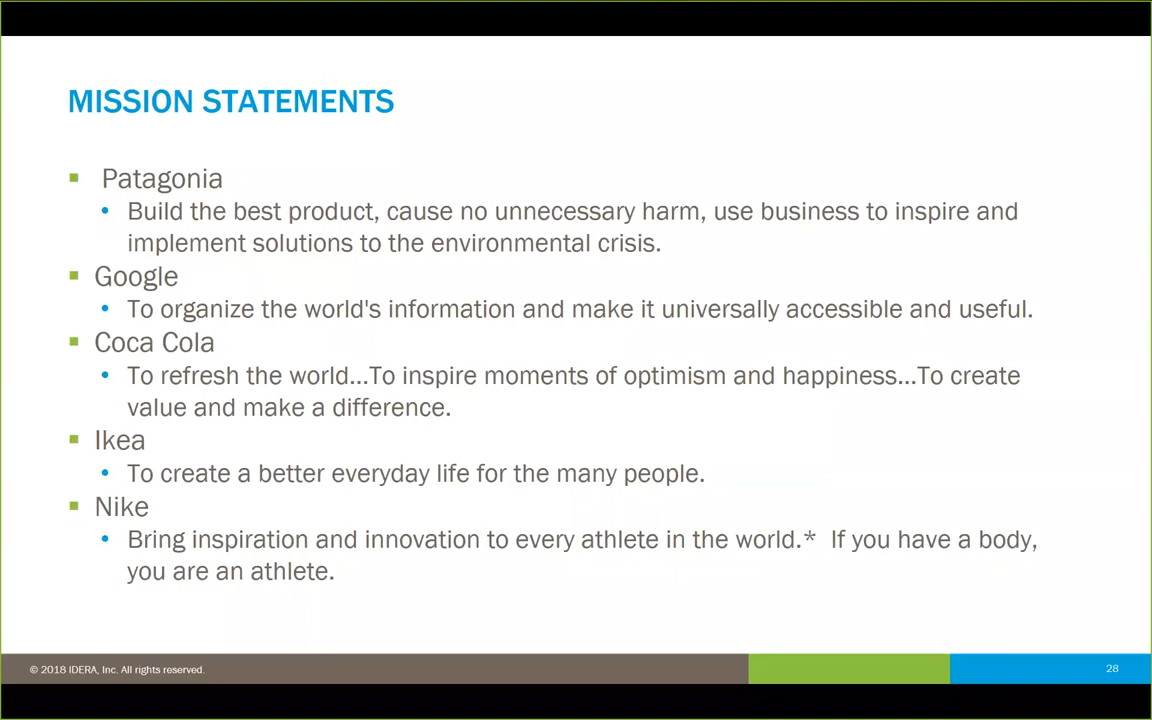 MISSION STATEMENTS
Patagonia
Build the best product, cause no unnecessary harm, use business to inspire and
implement solutions to the environmental crisis.
Google
To organize the world's information and make it universally accessible and useful.
Coca Cola
To refresh the world...To inspire moments of optimism and happiness...To create
value and make a difference.
Ikea
To create a better everyday life for the many people.
Nike
Bring inspiration and innovation to every athlete in the world.* If you have a body,
you are an athlete.
© 2018 IDERA, Inc. All rights reserved.
28